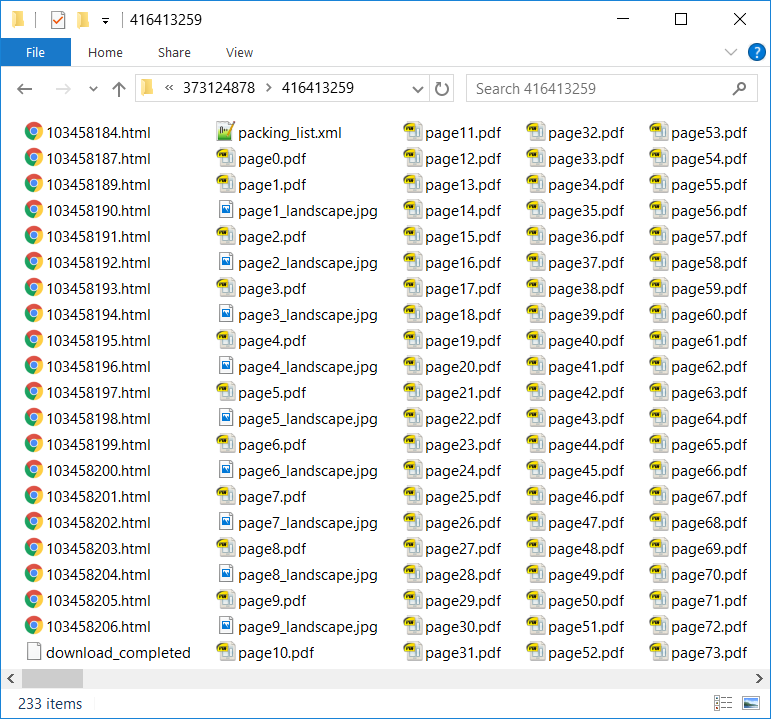 416413259
File Home Share View
« 373124878 > 416413259
Search 416413259
103458184.html
103458187.html
103458189.html
103458190.html
103458191.html
103458192.html
103458193.html
103458194.html
103458195.html
103458196.html
103458197.html
103458198.html
103458199.html
103458200.html
103458201.html
103458202.html
103458203.html
103458204.html
103458205.html
103458206.html
download_completed
packing_list.xml
page0.pdf
page1.pdf
page1_landscape.jpg
page2.pdf
page2_landscape.jpg
page3.pdf
page3_landscape.jpg
page4.pdf
page4_landscape.jpg
page5.pdf
page5_landscape.jpg
page6.pdf
page6_landscape.jpg
page7.pdf
page7_landscape.jpg
page8.pdf
page8_landscape.jpg
page9.pdf
page9_landscape.jpg
page10.pdf
page11.pdf
page12.pdf
page13.pdf
page14.pdf
page15.pdf
page16.pdf
page17.pdf
page18.pdf
page19.pdf
page20.pdf
page21.pdf
page22.pdf
page23.pdf
page24.pdf
page25.pdf
page26.pdf
page27.pdf
page28.pdf
page29.pdf
page30.pdf
page31.pdf
page32.pdf
page33.pdf
page34.pdf
page35.pdf
page36.pdf
page37.pdf
page38.pdf
page39.pdf
page40.pdf
page41.pdf
page42.pdf
page43.pdf
page44.pdf
page45.pdf
page46.pdf
page47.pdf
page48.pdf
page49.pdf
page50.pdf
page51.pdf
page52.pdf
page53.pdf
page54.pdf
page55.pdf
page56.pdf
page57.pdf
page58.pdf
page59.pdf
page60.pdf
page61.pdf
page62.pdf
page63.pdf
page64.pdf
page65.pdf
page66.pdf
page67.pdf
page68.pdf
page69.pdf
page70.pdf
page71.pdf
page72.pdf
page73.pdf
233 items